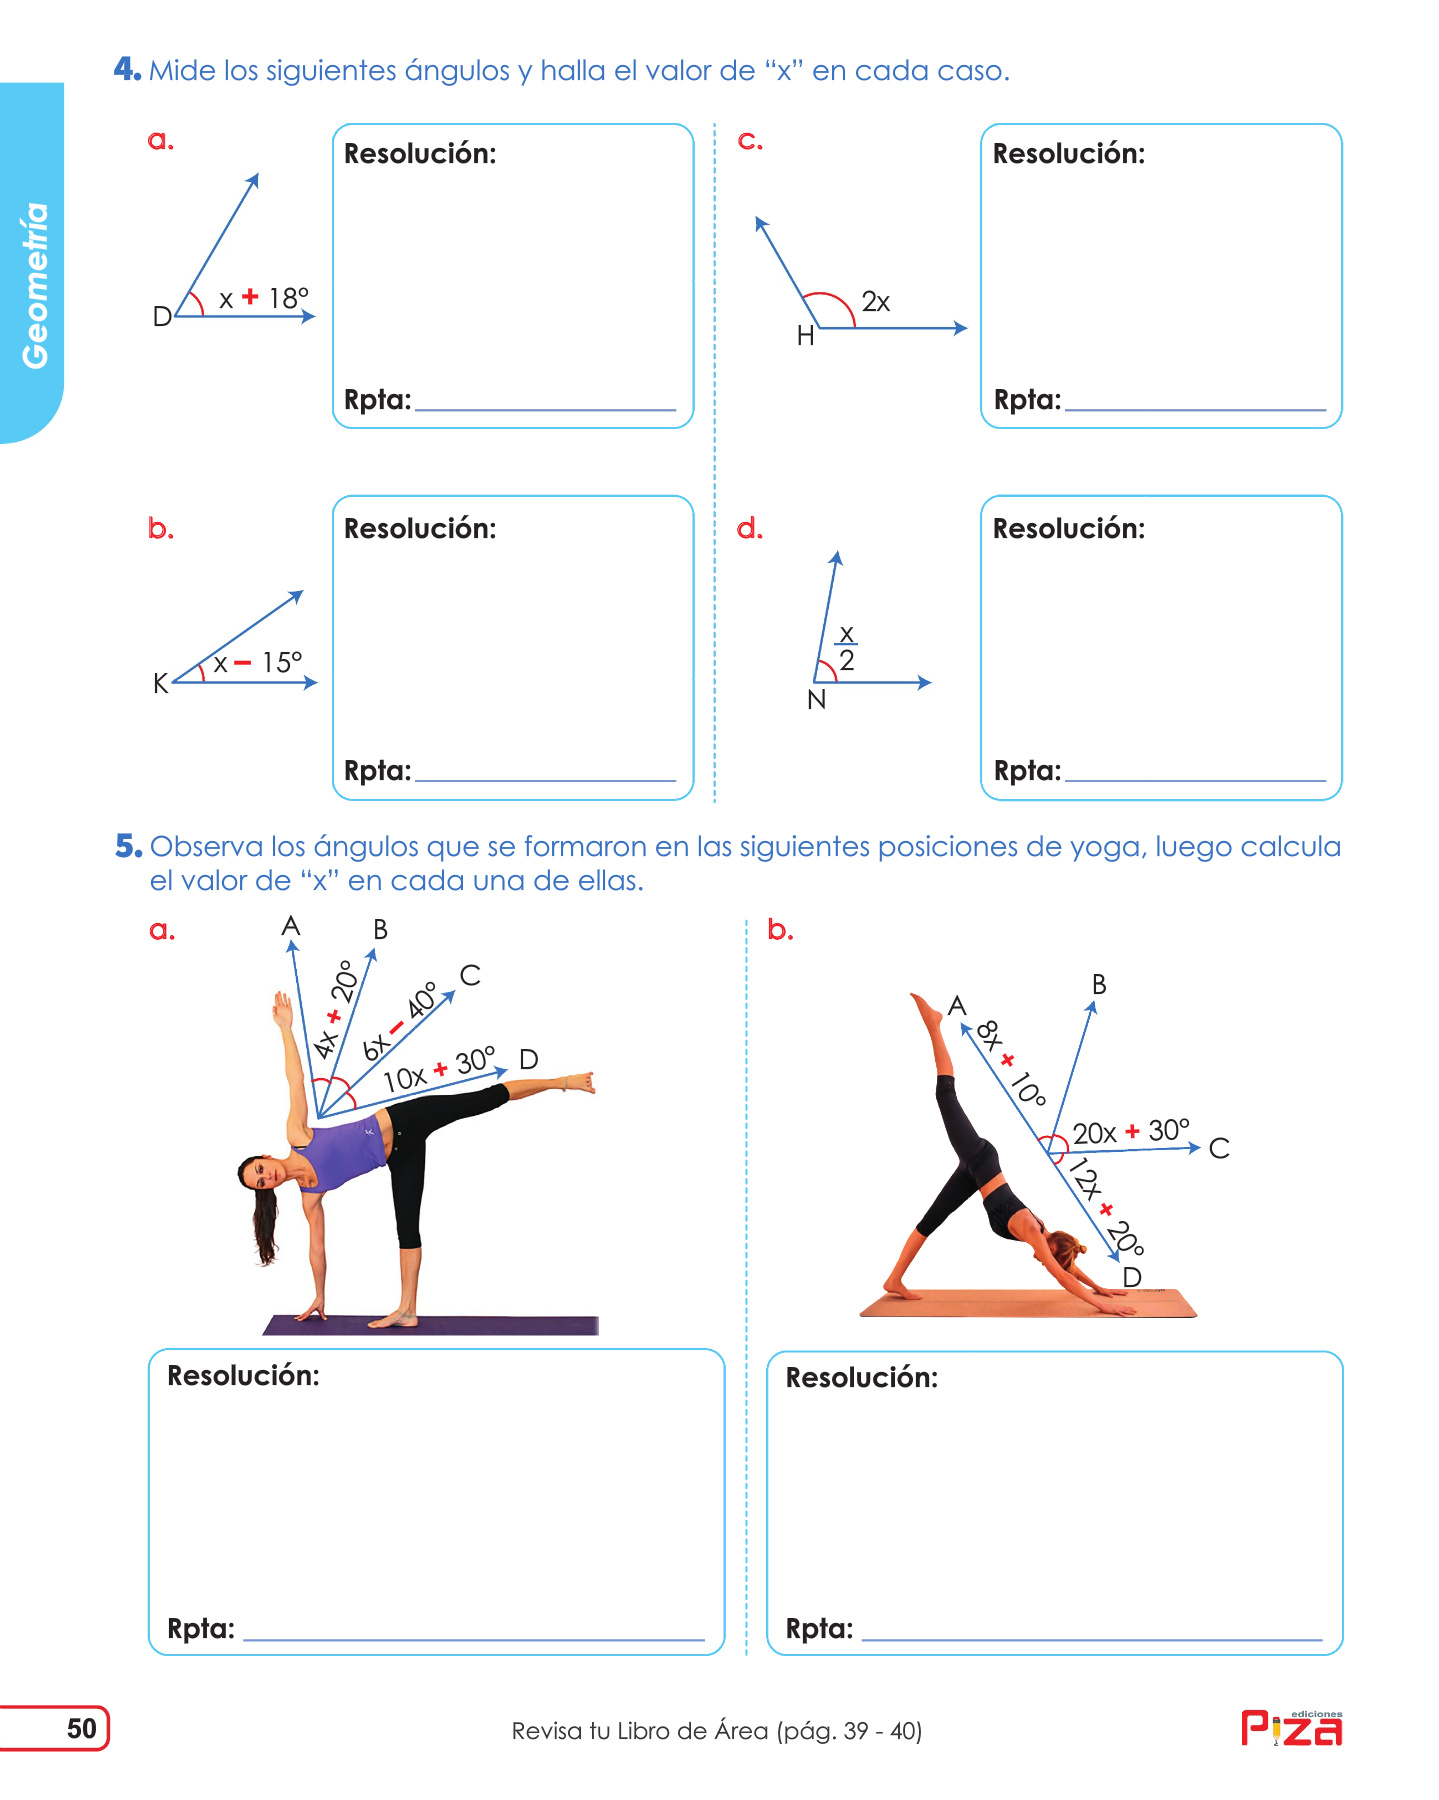 4. Mide los siguientes ángulos y halla el valor de “x” en cada caso.
Geometría
a.
Resolución:
D
x + 18°
Rpta:
c.
Resolución:
H
2x
Rpta:
b.
Resolución:
K
x − 15°
Rpta:
d.
Resolución:
x
2
N
Rpta:
5. Observa los ángulos que se formaron en las siguientes posiciones de yoga, luego calcula
el valor de “x” en cada una de ellas.
a.
A
B
C
D
4x + 20°
6x − 40°
10x + 30°
Resolución:
Rpta:
b.
A
B
C
D
8x + 10°
20x + 30°
12x + 20°
Resolución:
Rpta:
50
Revisa tu Libro de Área (pág. 39 - 40)
ediciones
Piza